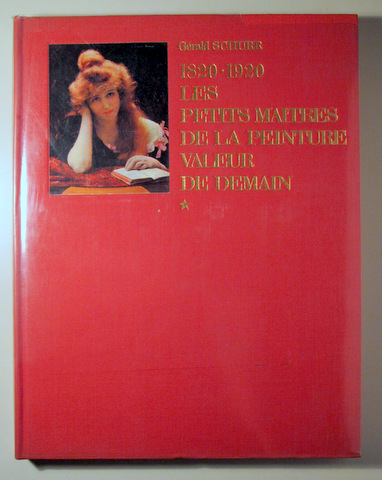 Gérald SCHURR
1820-1920
LES
PETITS MAITRES
DE LA PEINTURE
VALEUR
DE DEMAIN